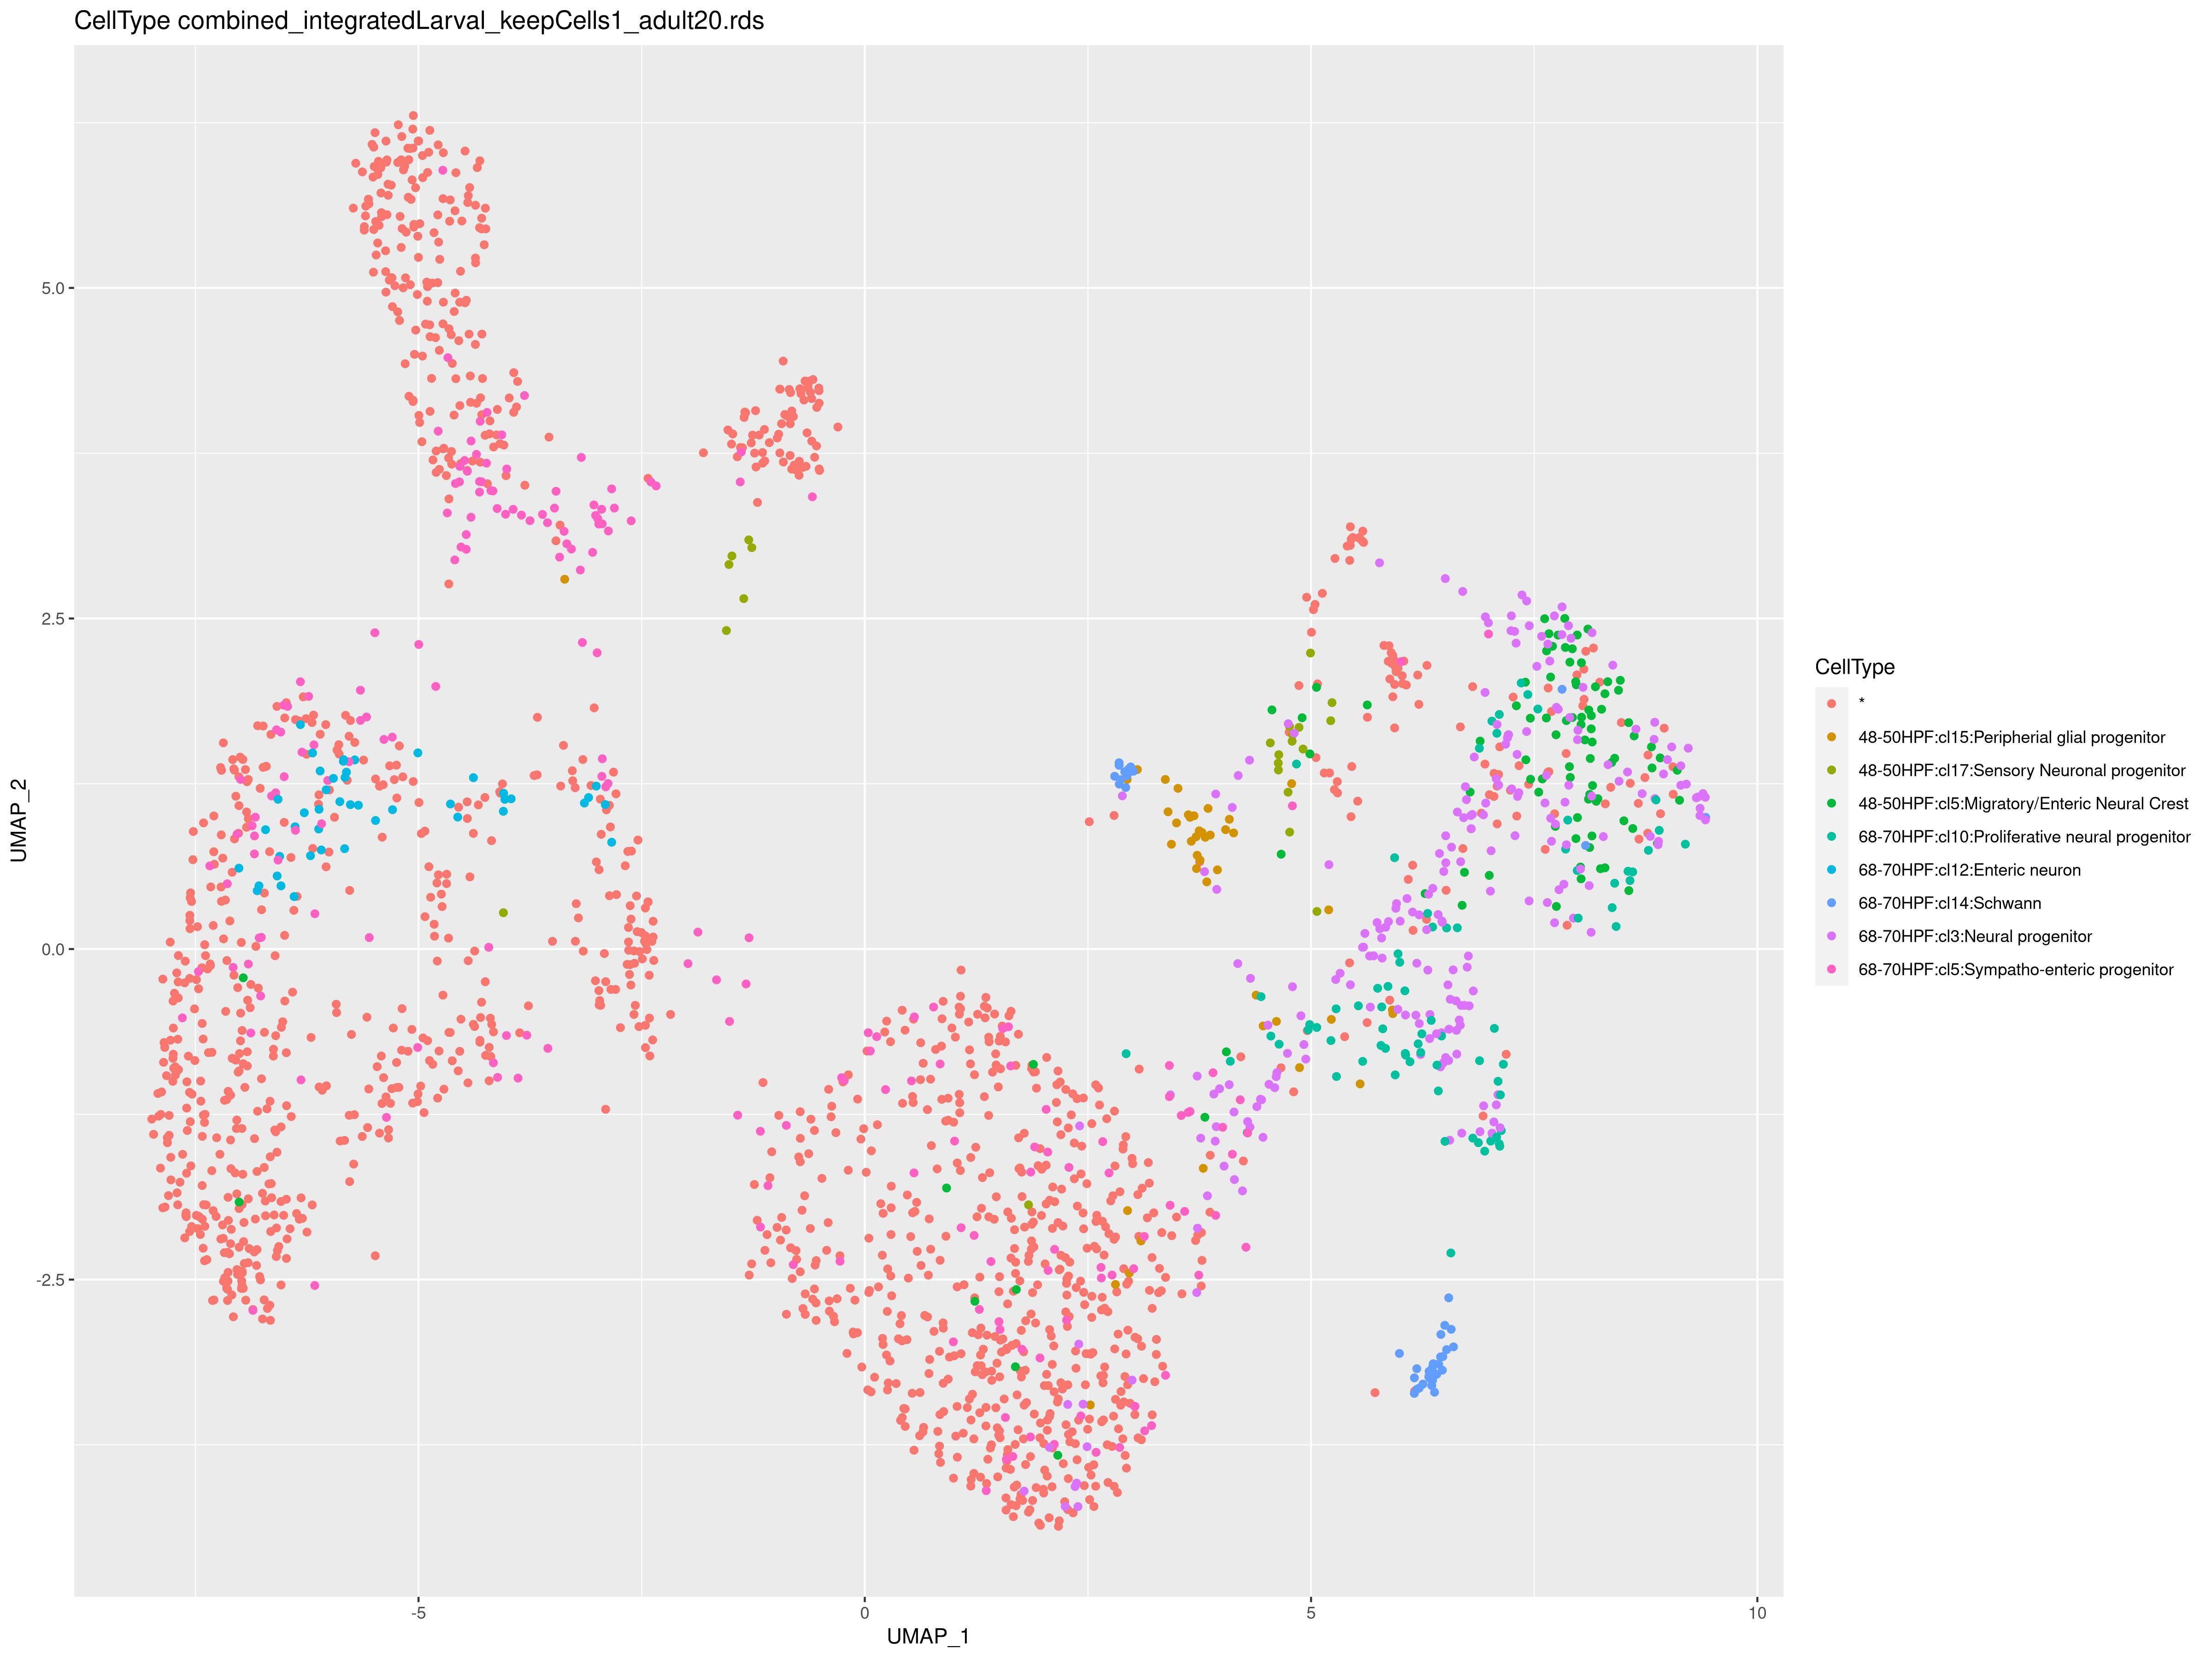 CellType combined_integratedLarval_keepCells1_adult20.rds
5.0
2.5
0.0
-2.5
UMAP_2
-5
0
5
10
UMAP_1
CellType
*
48-50HPF:cl15:Peripherial glial progenitor
48-50HPF:cl17:Sensory Neuronal progenitor
48-50HPF:cl5:Migratory/Enteric Neural Crest
68-70HPF:cl10:Proliferative neural progenitor
68-70HPF:cl12:Enteric neuron
68-70HPF:cl14:Schwann
68-70HPF:cl3:Neural progenitor
68-70HPF:cl5:Sympatho-enteric progenitor